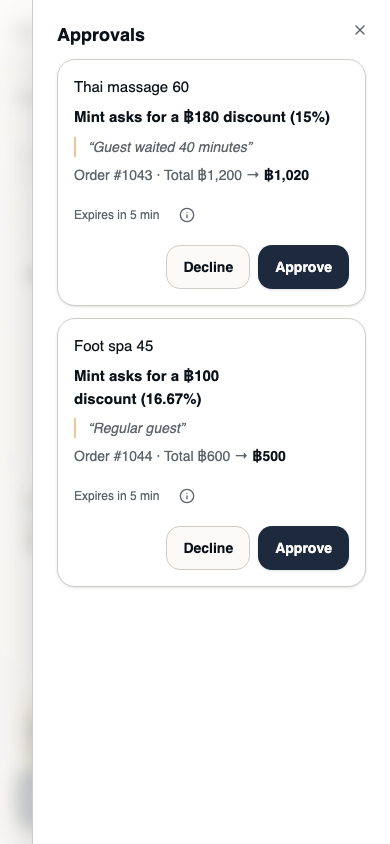 Approvals
Thai massage 60
Mint asks for a ฿180 discount (15%)
“Guest waited 40 minutes”
Order #1043 · Total ฿1,200 → ฿1,020
Expires in 5 min
Decline
Approve
Foot spa 45
Mint asks for a ฿100
discount (16.67%)
“Regular guest”
Order #1044 · Total ฿600 → ฿500
Expires in 5 min
Decline
Approve